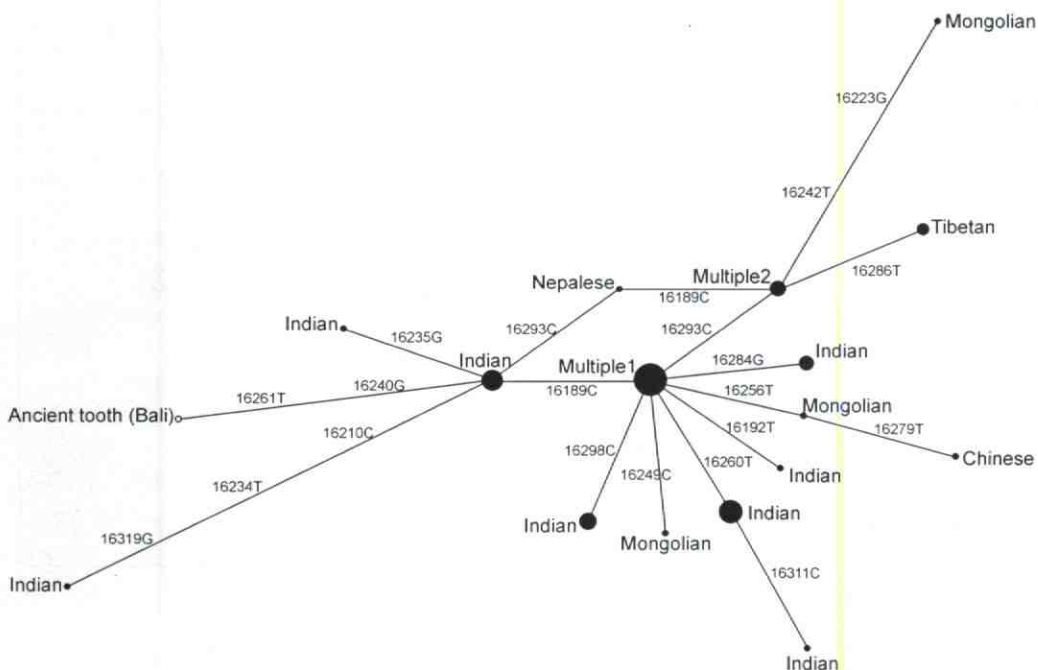 Mongolian
16223G
16242T
Tibetan
16286T
Multiple2
Nepalese
16189C
16293C
16293C
Indian
16235G
Indian
Multiple1
16284G
Indian
16189C
16256T
16240G
16261T
Ancient tooth (Bali)
Mongolian
16192T
16279T
16210C
16298C
16260T
16249C
Chinese
Indian
16234T
Indian
Indian
16319G
Mongolian
16311C
Indian
Indian